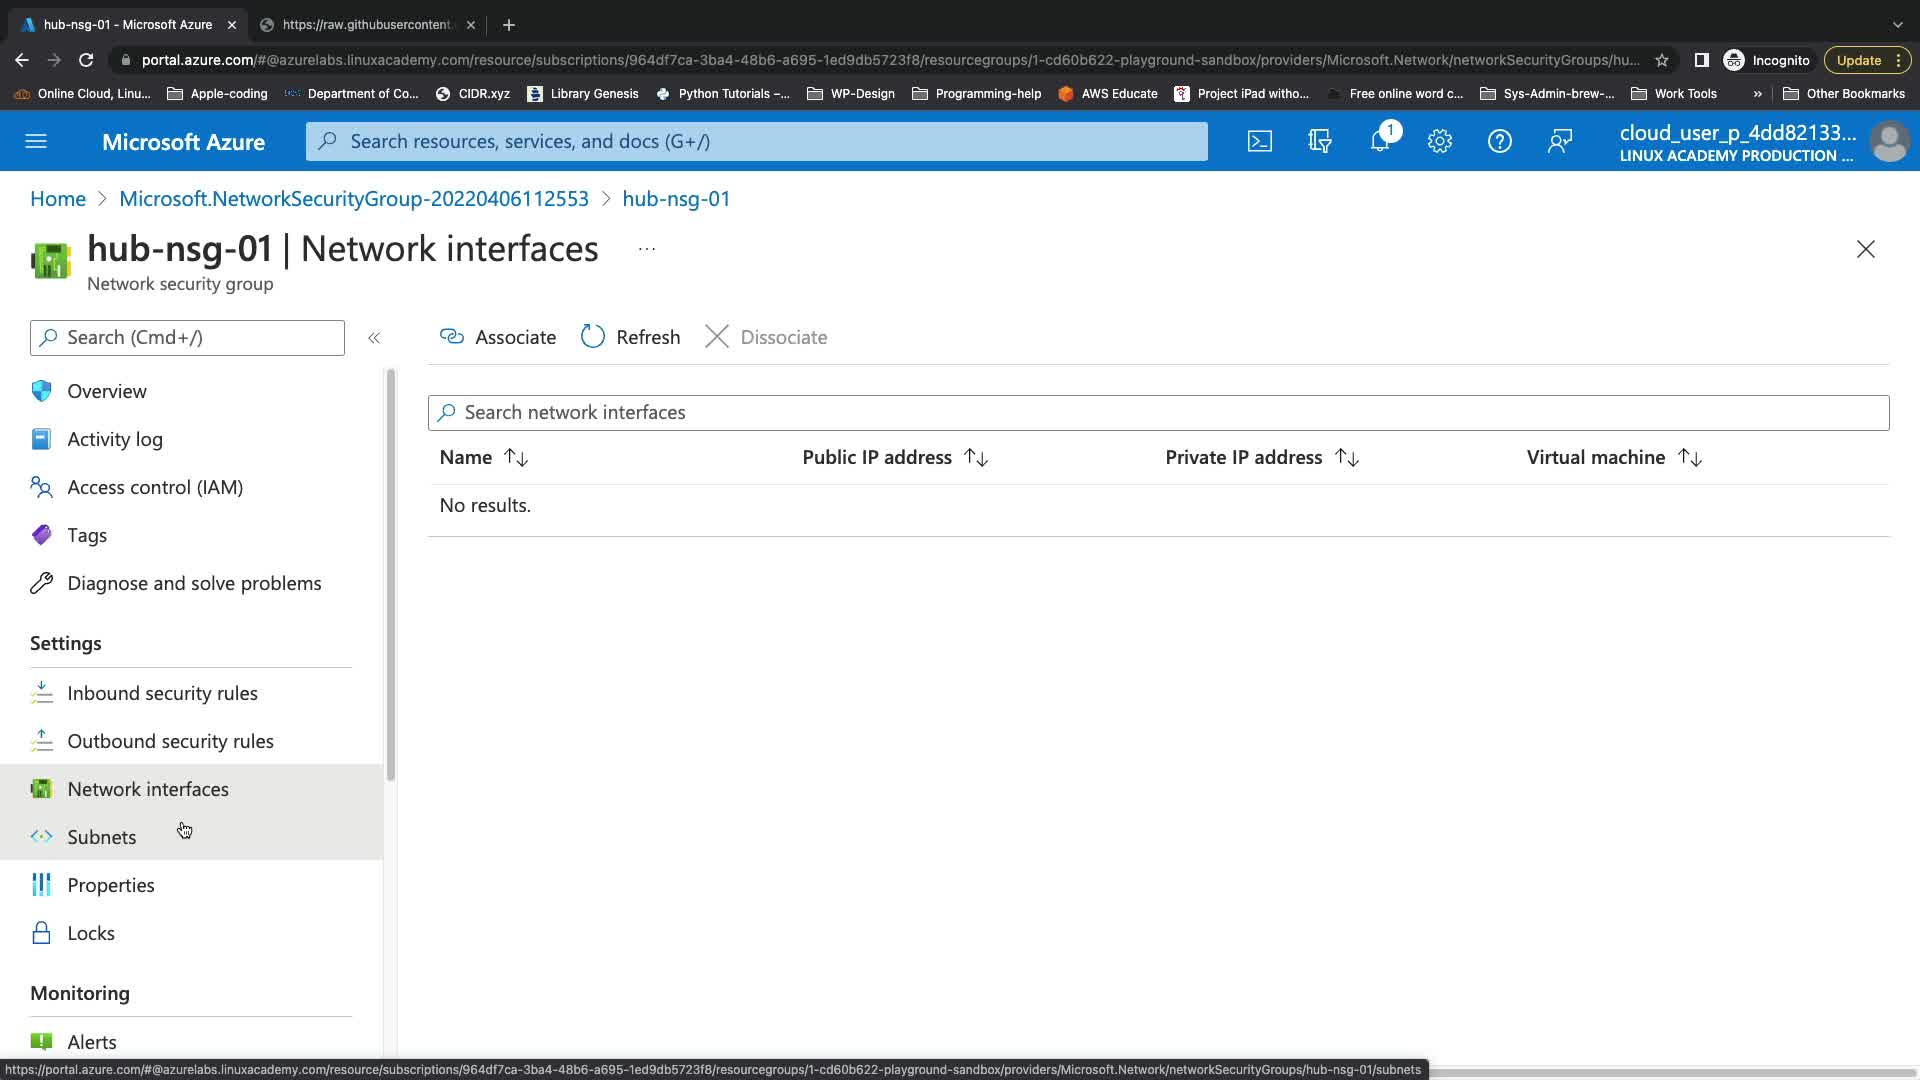 hub-nsg-01 - Microsoft Azure
https://raw.githubusercontent.
portal.azure.com/#@azurelabs.linuxacademy.com/resource/subscriptions/964df7ca-3ba4-48b6-a695-1ed9db5723f8/resourcegroups/1-cd60b622-playground-sandbox/providers/Microsoft.Network/networkSecurityGroups/hu...
Incognito
Update
Online Cloud, Linu...
Apple-coding
Department of Co...
CIDR.xyz
Library Genesis
Python Tutorials –...
WP-Design
Programming-help
AWS Educate
Project iPad witho...
Free online word c...
Sys-Admin-brew-...
Work Tools
»
Other Bookmarks
Microsoft Azure
Search resources, services, and docs (G+/)
1
cloud_user_p_4dd82133...
LINUX ACADEMY PRODUCTION ...
Home > Microsoft.NetworkSecurityGroup-20220406112553 > hub-nsg-01
hub-nsg-01 | Network interfaces ...
Network security group
Search (Cmd+/)
«
Associate
Refresh
Dissociate
Overview
Activity log
Access control (IAM)
Tags
Diagnose and solve problems
Settings
Inbound security rules
Outbound security rules
Network interfaces
Subnets
Properties
Locks
Monitoring
Alerts
Search network interfaces
Name ↑↓
Public IP address ↑↓
Private IP address ↑↓
Virtual machine ↑↓
No results.
https://portal.azure.com/#@azurelabs.linuxacademy.com/resource/subscriptions/964df7ca-3ba4-48b6-a695-1ed9db5723f8/resourcegroups/1-cd60b622-playground-sandbox/providers/Microsoft.Network/networkSecurityGroups/hub-nsg-01/subnets